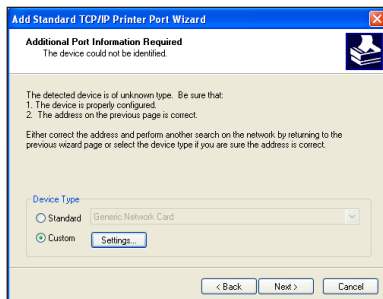 Add Standard TCP/IP Printer Port Wizard
Additional Port Information Required
The device could not be identified.
The detected device is of unknown type. Be sure that:
1. The device is properly configured.
2. The address on the previous page is correct.
Either correct the address and perform another search on the network by returning to the
previous wizard page or select the device type if you are sure the address is correct.
Device Type
Standard
Generic Network Card
Custom
Settings...
< Back
Next >
Cancel